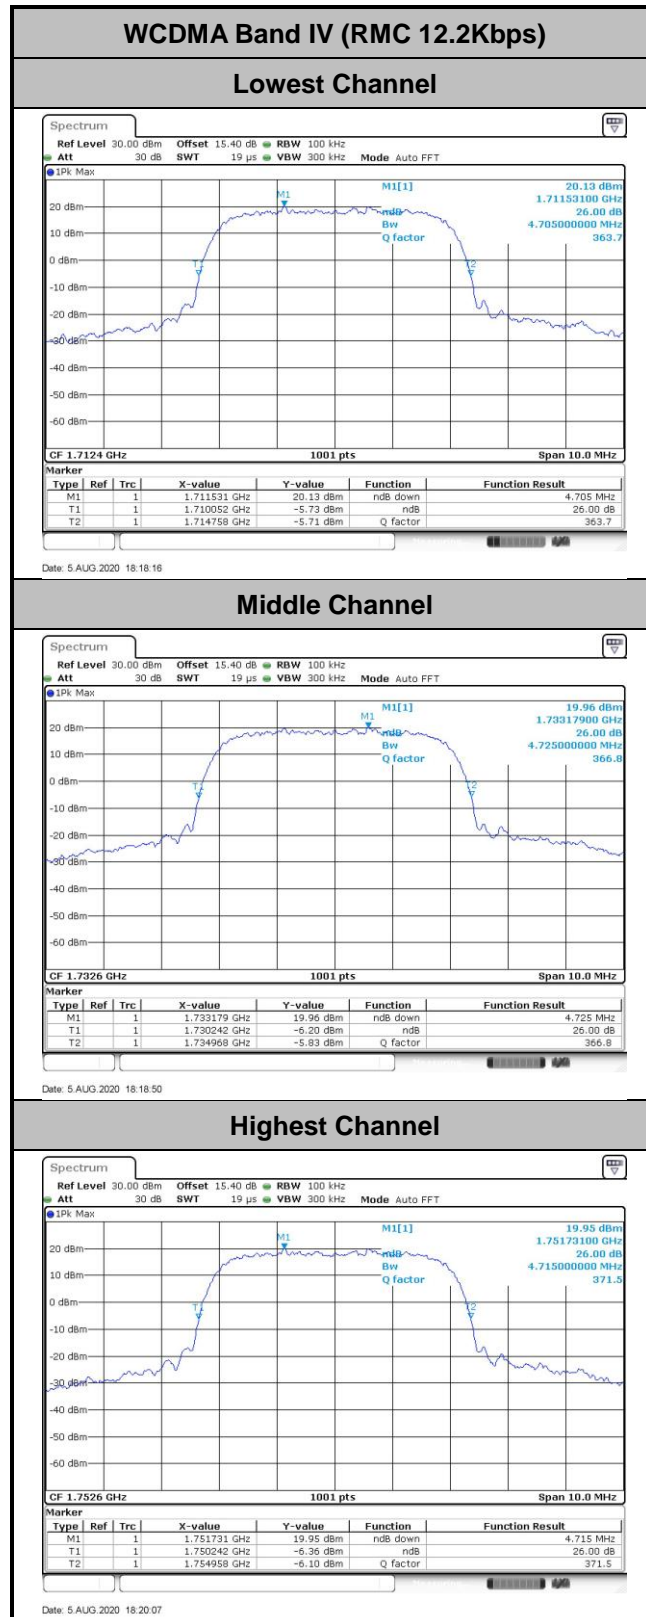 WCDMA Band IV (RMC 12.2Kbps)
Lowest Channel
Spectrum
Ref Level 30.00 dBm Offset 15.40 dB RBW 100 kHz
Att 30 dB SWT 19 µs VBW 300 kHz Mode Auto FFT
1Pk Max
M1[1] 20.13 dBm
1.71153100 GHz
ndB 26.00 dB
Bw 4.705000000 MHz
Q factor 363.7
M1
T1
T2
20 dBm
10 dBm
0 dBm
-10 dBm
-20 dBm
-30 dBm
-40 dBm
-50 dBm
-60 dBm
CF 1.7124 GHz 1001 pts Span 10.0 MHz
Marker
Type Ref Trc X-value Y-value Function Function Result
M1 1 1.711531 GHz 20.13 dBm ndB down 4.705 MHz
T1 1 1.710052 GHz -5.73 dBm ndB 26.00 dB
T2 1 1.714758 GHz -5.71 dBm Q factor 363.7
Date: 5.AUG.2020 18:18:16
Middle Channel
Spectrum
Ref Level 30.00 dBm Offset 15.40 dB RBW 100 kHz
Att 30 dB SWT 19 µs VBW 300 kHz Mode Auto FFT
1Pk Max
M1[1] 19.96 dBm
1.73317900 GHz
ndB 26.00 dB
Bw 4.725000000 MHz
Q factor 366.8
M1
T1
T2
20 dBm
10 dBm
0 dBm
-10 dBm
-20 dBm
-30 dBm
-40 dBm
-50 dBm
-60 dBm
CF 1.7326 GHz 1001 pts Span 10.0 MHz
Marker
Type Ref Trc X-value Y-value Function Function Result
M1 1 1.733179 GHz 19.96 dBm ndB down 4.725 MHz
T1 1 1.730242 GHz -6.20 dBm ndB 26.00 dB
T2 1 1.734968 GHz -5.83 dBm Q factor 366.8
Date: 5.AUG.2020 18:18:50
Highest Channel
Spectrum
Ref Level 30.00 dBm Offset 15.40 dB RBW 100 kHz
Att 30 dB SWT 19 µs VBW 300 kHz Mode Auto FFT
1Pk Max
M1[1] 19.95 dBm
1.75173100 GHz
ndB 26.00 dB
Bw 4.715000000 MHz
Q factor 371.5
M1
T1
T2
20 dBm
10 dBm
0 dBm
-10 dBm
-20 dBm
-30 dBm
-40 dBm
-50 dBm
-60 dBm
CF 1.7526 GHz 1001 pts Span 10.0 MHz
Marker
Type Ref Trc X-value Y-value Function Function Result
M1 1 1.751731 GHz 19.95 dBm ndB down 4.715 MHz
T1 1 1.750242 GHz -6.36 dBm ndB 26.00 dB
T2 1 1.754958 GHz -6.10 dBm Q factor 371.5
Date: 5.AUG.2020 18:20:07